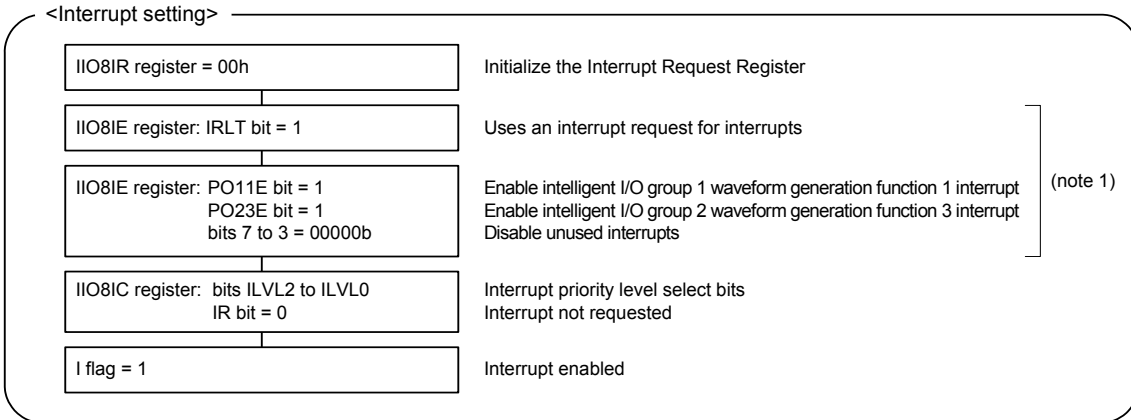 <Interrupt setting>
IIO8IR register = 00h Initialize the Interrupt Request Register
IIO8IE register: IRLT bit = 1 Uses an interrupt request for interrupts
IIO8IE register: PO11E bit = 1 Enable intelligent I/O group 1 waveform generation function 1 interrupt
PO23E bit = 1 Enable intelligent I/O group 2 waveform generation function 3 interrupt
bits 7 to 3 = 00000b Disable unused interrupts
(note 1)
IIO8IC register: bits ILVL2 to ILVL0 Interrupt priority level select bits
IR bit = 0 Interrupt not requested
I flag = 1 Interrupt enabled